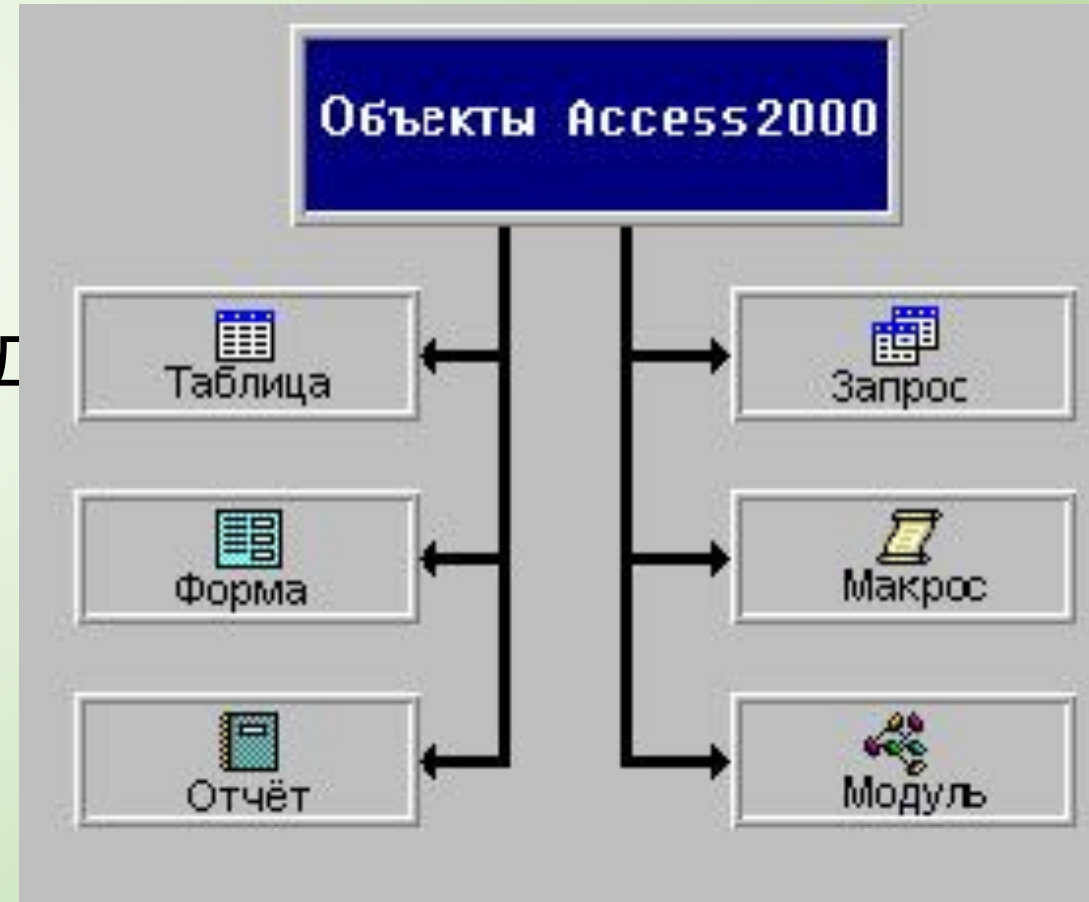 Объекты Access2000
Таблица
Запрос
Форма
Макрос
Отчёт
Модуль